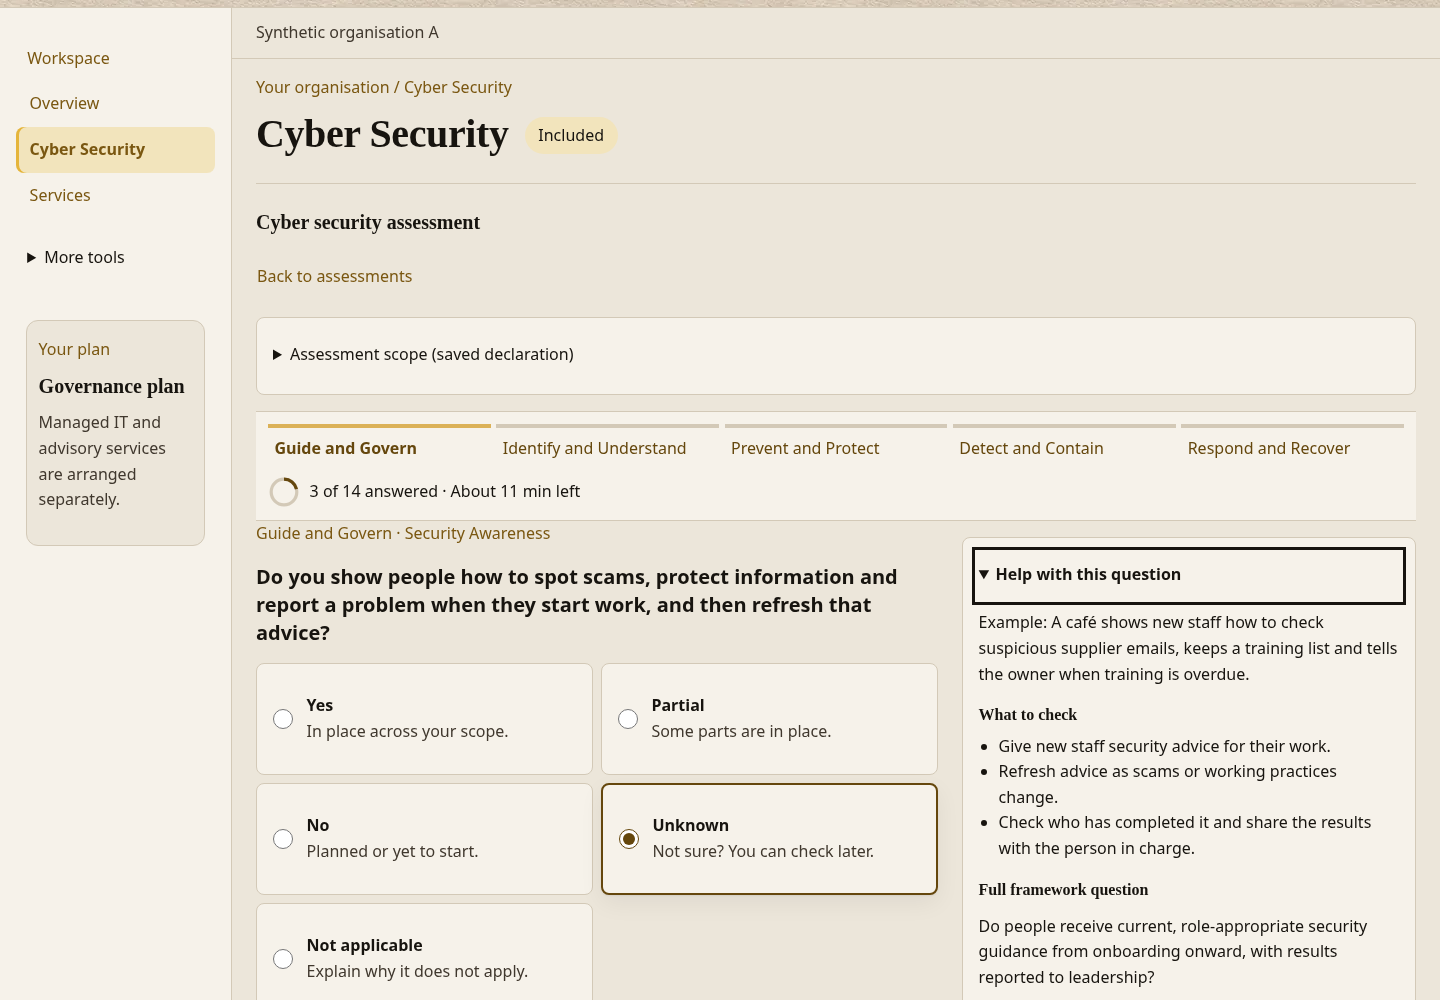 Workspace
Overview
Cyber Security
Services
More tools
Your plan
Governance plan
Managed IT and
advisory services
are arranged
separately.
Synthetic organisation A
Your organisation / Cyber Security
Cyber Security
Included
Cyber security assessment
Back to assessments
Assessment scope (saved declaration)
Guide and Govern
Identify and Understand
Prevent and Protect
Detect and Contain
Respond and Recover
3 of 14 answered · About 11 min left
Guide and Govern · Security Awareness
Do you show people how to spot scams, protect information and
report a problem when they start work, and then refresh that
advice?
Yes
In place across your scope.
Partial
Some parts are in place.
No
Planned or yet to start.
Unknown
Not sure? You can check later.
Not applicable
Explain why it does not apply.
Help with this question
Example: A café shows new staff how to check
suspicious supplier emails, keeps a training list and tells
the owner when training is overdue.
What to check
Give new staff security advice for their work.
Refresh advice as scams or working practices
change.
Check who has completed it and share the results
with the person in charge.
Full framework question
Do people receive current, role-appropriate security
guidance from onboarding onward, with results
reported to leadership?